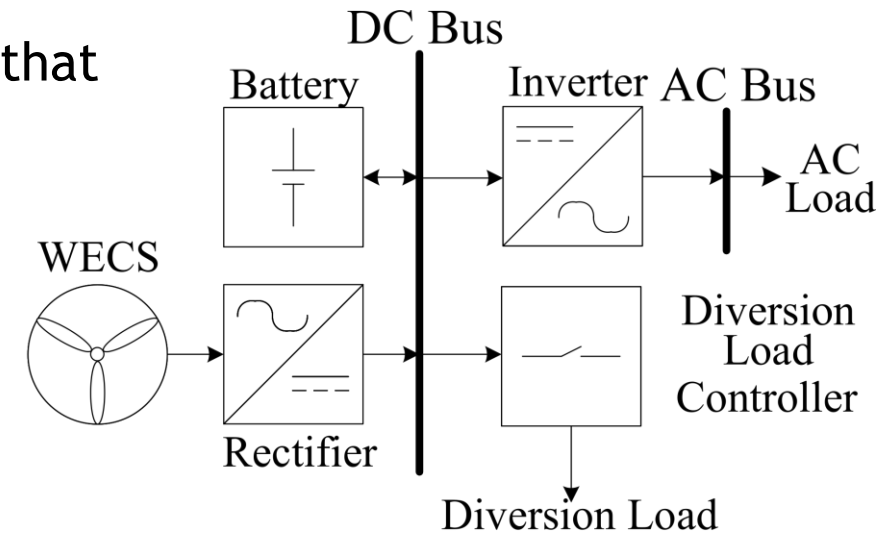 that
DC Bus
Battery
Inverter
AC Bus
AC
Load
WECS
Rectifier
Diversion
Load
Controller
Diversion Load